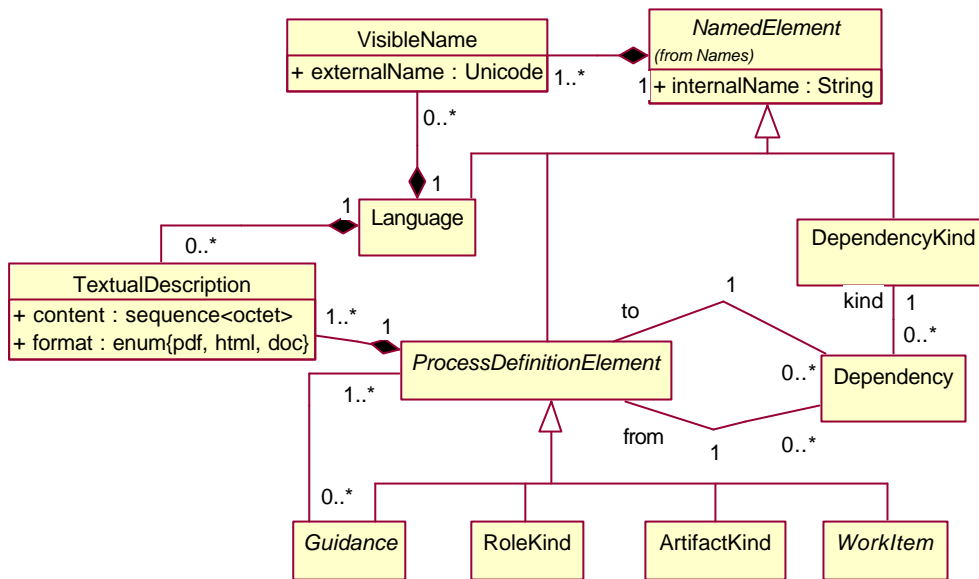 VisibleName
+ externalName : Unicode
NamedElement
(from Names)
+ internalName : String
1..*
1
0..*
1
Language
1
0..*
DependencyKind
TextualDescription
+ content : sequence<octet>
+ format : enum{pdf, html, doc}
kind
1
0..*
1..*
1
to
1
0..*
ProcessDefinitionElement
Dependency
1..*
from
1
0..*
0..*
Guidance
RoleKind
ArtifactKind
WorkItem